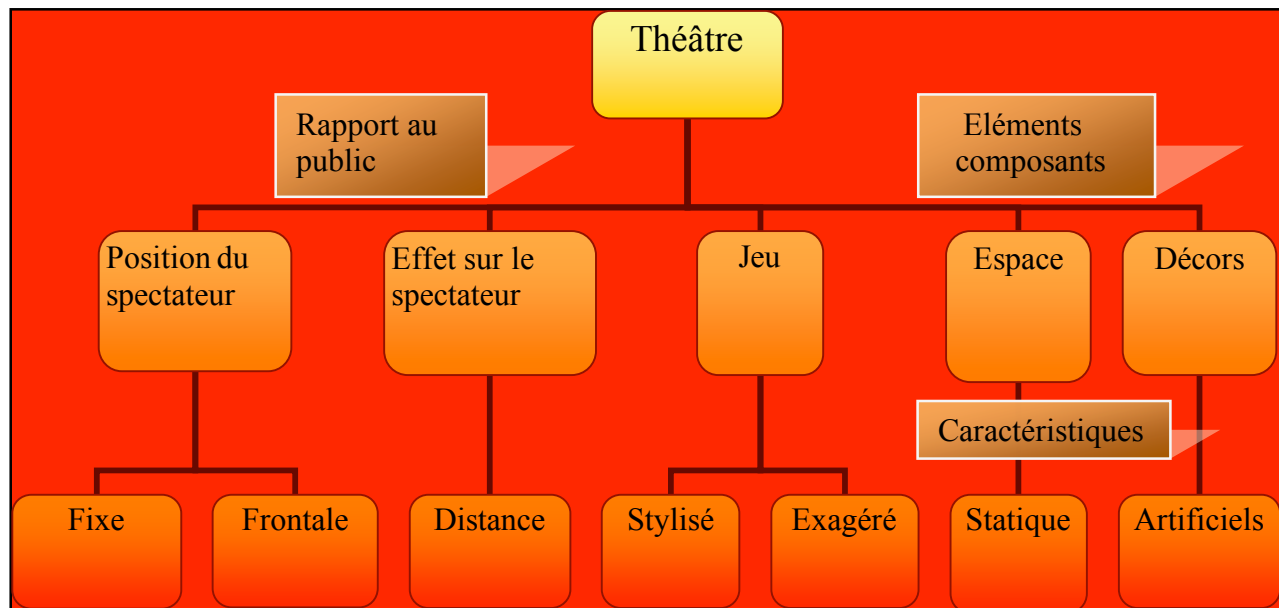 Théâtre
Rapport au
public
Eléments
composants
Position du
spectateur
Effet sur le
spectateur
Jeu
Espace
Décors
Caractéristiques
Fixe
Frontale
Distance
Stylisé
Exagéré
Statique
Artificiels